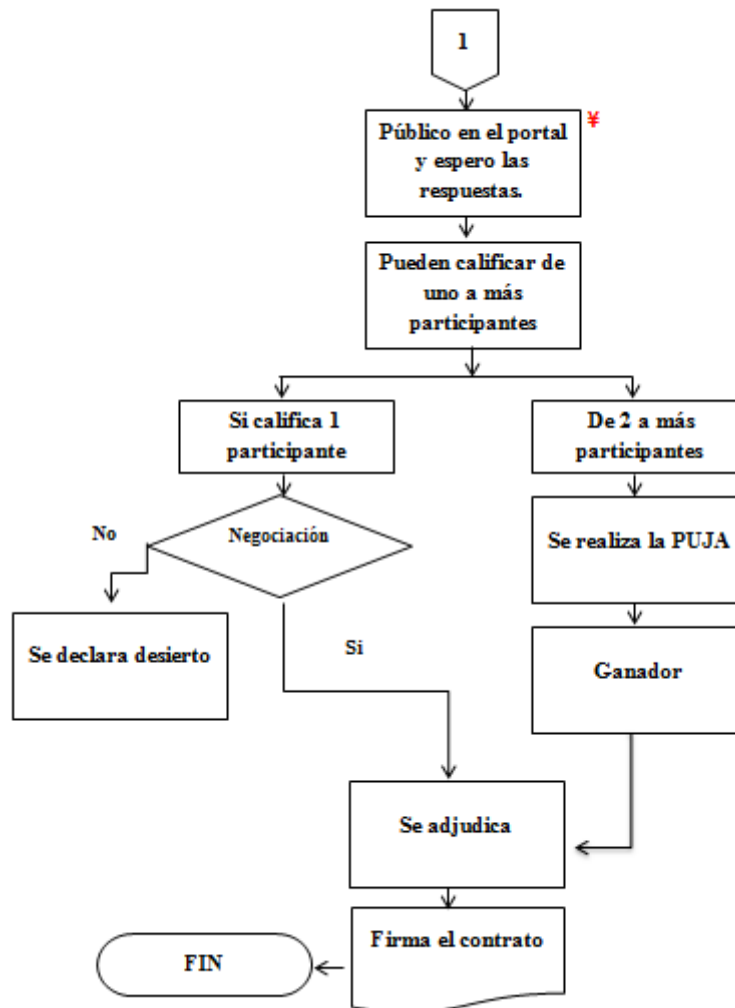 1
Público en el portal
y espero las
respuestas.
¥
Pueden calificar de
uno a más
participantes
Si califica 1
participante
De 2 a más
participantes
No
Negociación
Se realiza la PUJA
Se declara desierto
Si
Ganador
Se adjudica
Firma el contrato
FIN